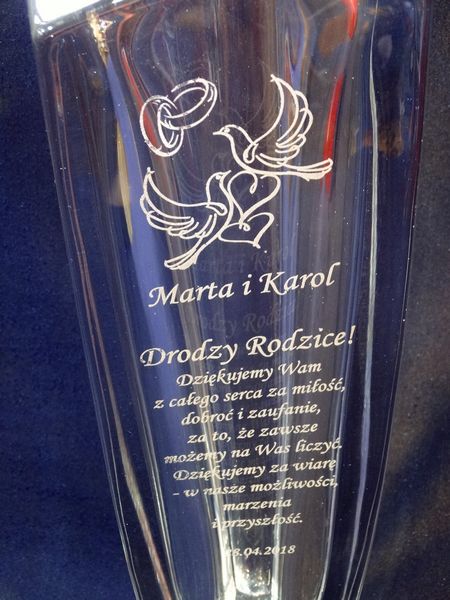 Marta i Karol
Drodzy Rodzice!
Dziękujemy Wam
z całego serca za miłość,
dobroć i zaufanie,
za to, że zawsze
możemy na Was liczyć.
Dziękujemy za wiarę
- w nasze możliwości,
marzenia
i przyszłość.
28.04.2018